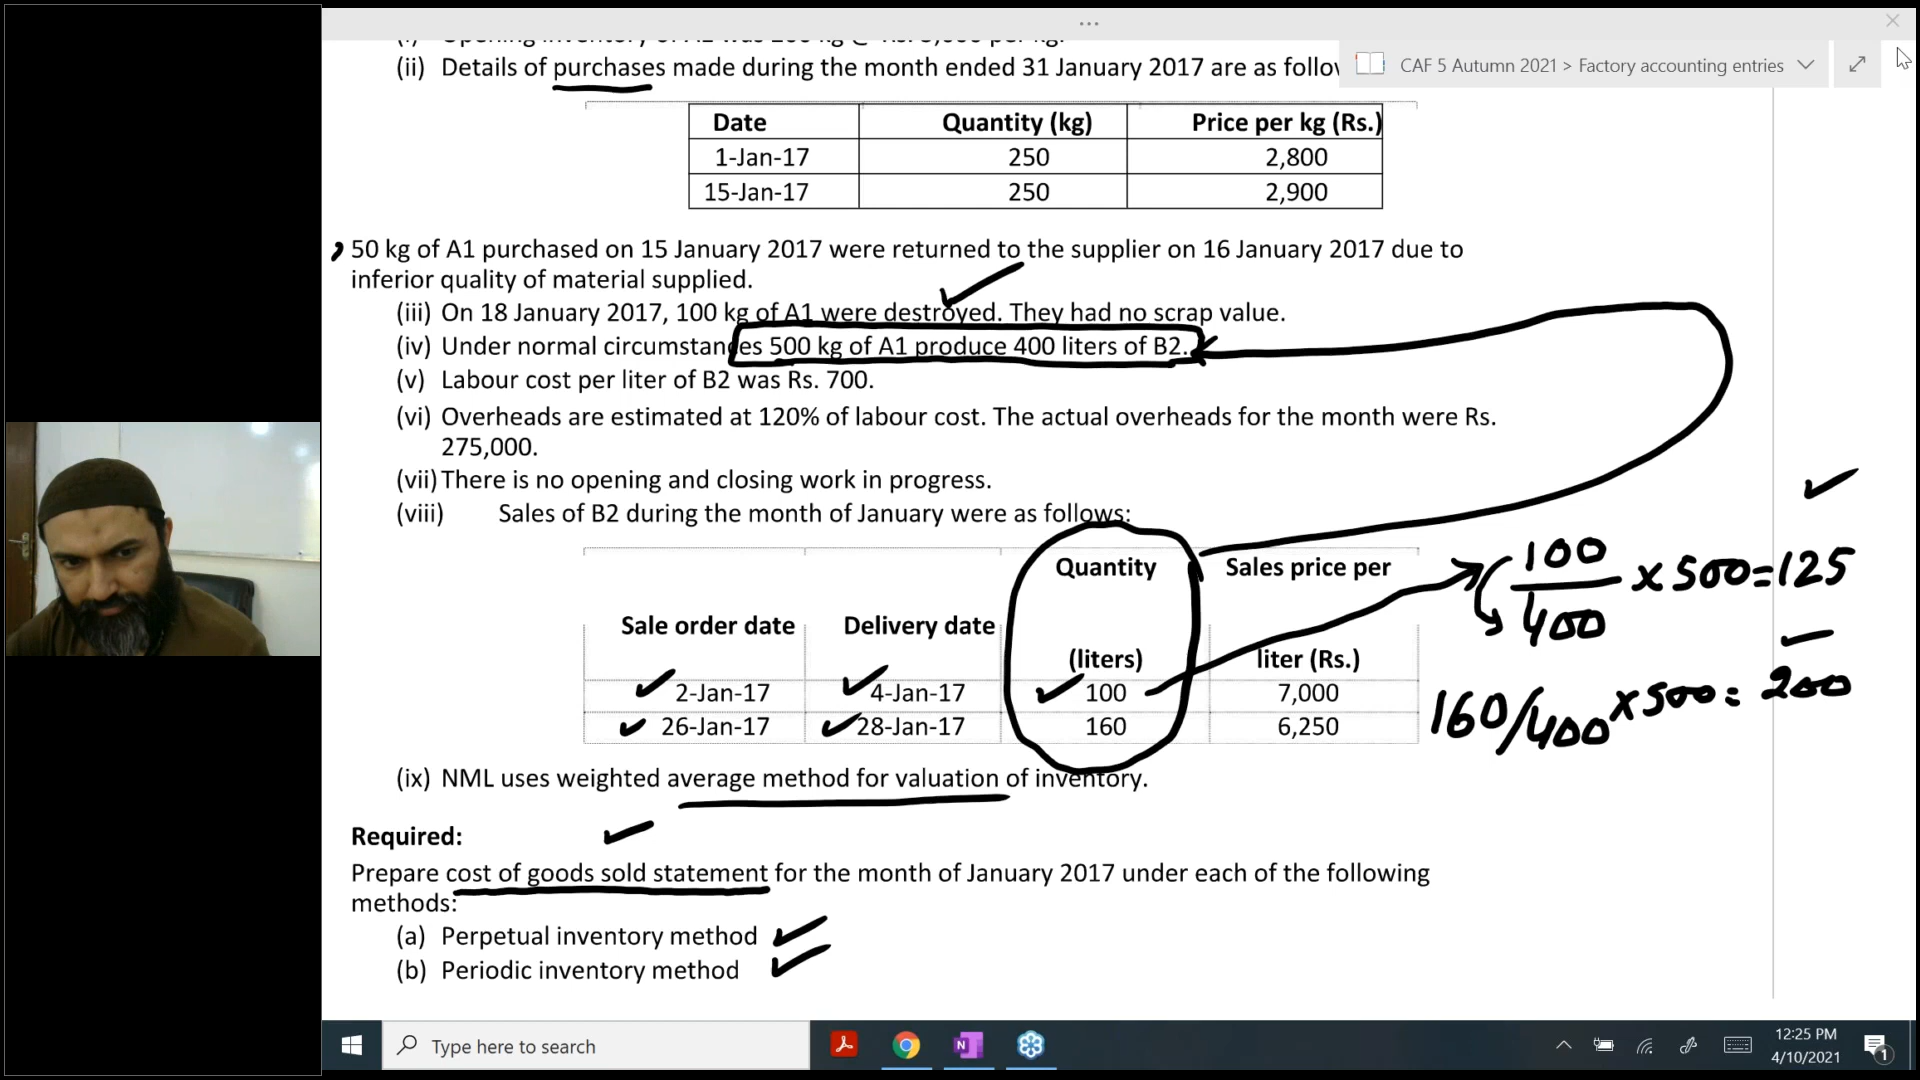 ...
(ii) Details of purchases made during the month ended 31 January 2017 are as follow
CAF 5 Autumn 2021 > Factory accounting entries
Date Quantity (kg) Price per kg (Rs.)
1-Jan-17 250 2,800
15-Jan-17 250 2,900
50 kg of A1 purchased on 15 January 2017 were returned to the supplier on 16 January 2017 due to
inferior quality of material supplied.
(iii) On 18 January 2017, 100 kg of A1 were destroyed. They had no scrap value.
(iv) Under normal circumstances 500 kg of A1 produce 400 liters of B2.
(v) Labour cost per liter of B2 was Rs. 700.
(vi) Overheads are estimated at 120% of labour cost. The actual overheads for the month were Rs.
275,000.
(vii) There is no opening and closing work in progress.
(viii) Sales of B2 during the month of January were as follows:
Quantity Sales price per
Sale order date Delivery date
(liters) liter (Rs.)
2-Jan-17 4-Jan-17 100 7,000
26-Jan-17 28-Jan-17 160 6,250
100
400
x 500 = 125
160/400 x 500 = 200
(ix) NML uses weighted average method for valuation of inventory.
Required:
Prepare cost of goods sold statement for the month of January 2017 under each of the following
methods:
(a) Perpetual inventory method
(b) Periodic inventory method
Type here to search
12:25 PM
4/10/2021
1